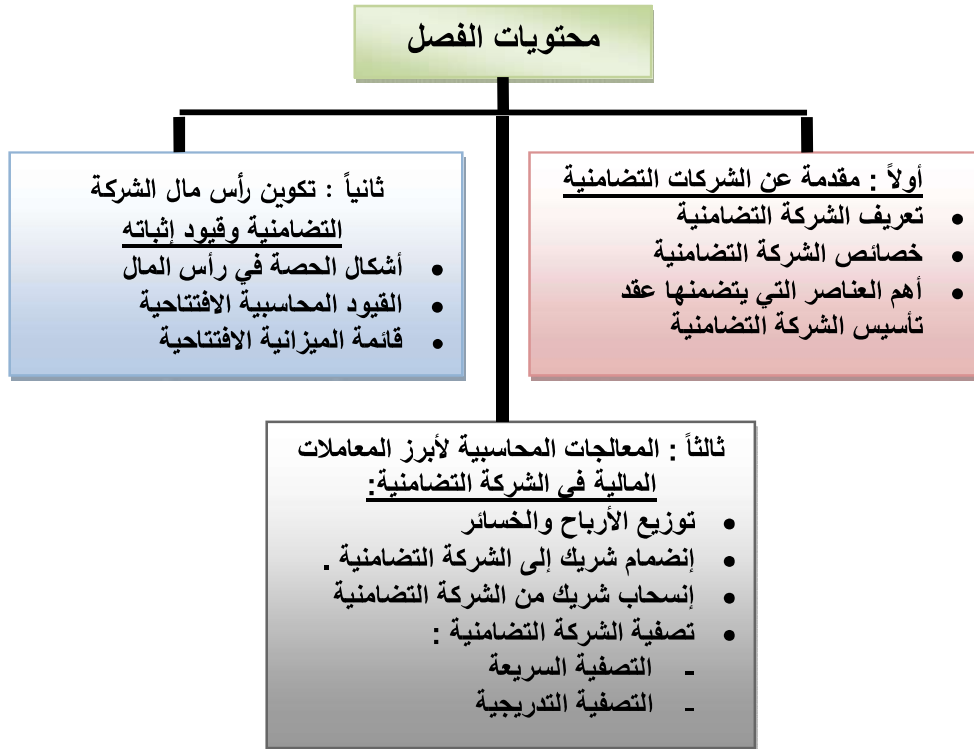 محتويات الفصل
أولاً : مقدمة عن الشركات التضامنية
• تعريف الشركة التضامنية
• خصائص الشركة التضامنية
• أهم العناصر التي يتضمنها عقد
تأسيس الشركة التضامنية
ثانياً : تكوين رأس مال الشركة
التضامنية وقيود إثباته
• أشكال الحصة في رأس المال
• القيود المحاسبية الافتتاحية
• قائمة الميزانية الافتتاحية
ثالثاً : المعالجات المحاسبية لأبرز المعاملات
المالية في الشركة التضامنية:
• توزيع الأرباح والخسائر
• إنضمام شريك إلى الشركة التضامنية .
• إنسحاب شريك من الشركة التضامنية
• تصفية الشركة التضامنية :
- التصفية السريعة
- التصفية التدريجية